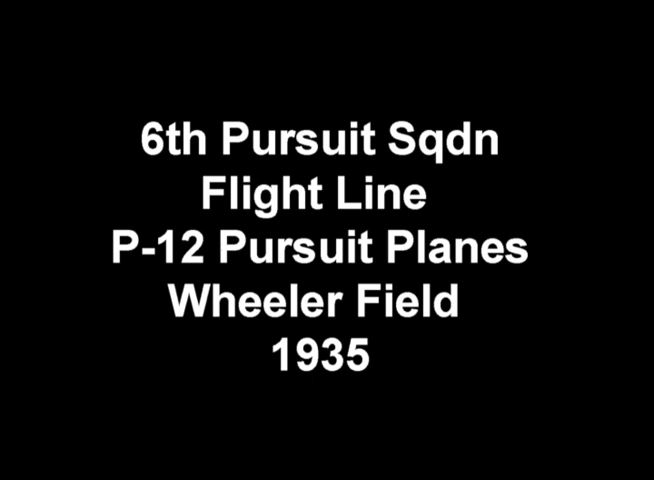 6th Pursuit Sqdn
Flight Line
P-12 Pursuit Planes
Wheeler Field
1935